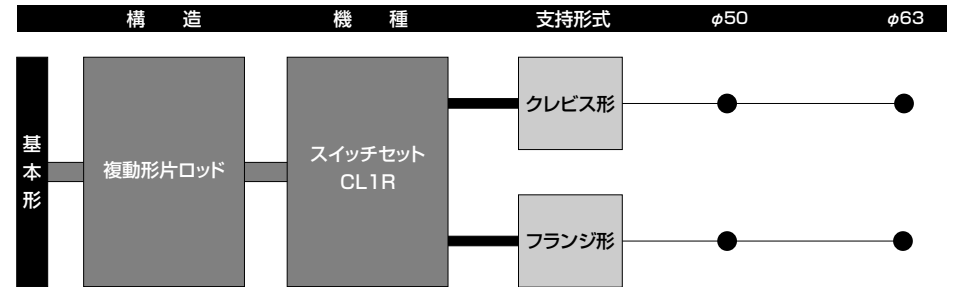 構造 機種 支持形式 φ50 φ63
基本形
複動形片ロッド
スイッチセット
CL1R
クレビス形
フランジ形